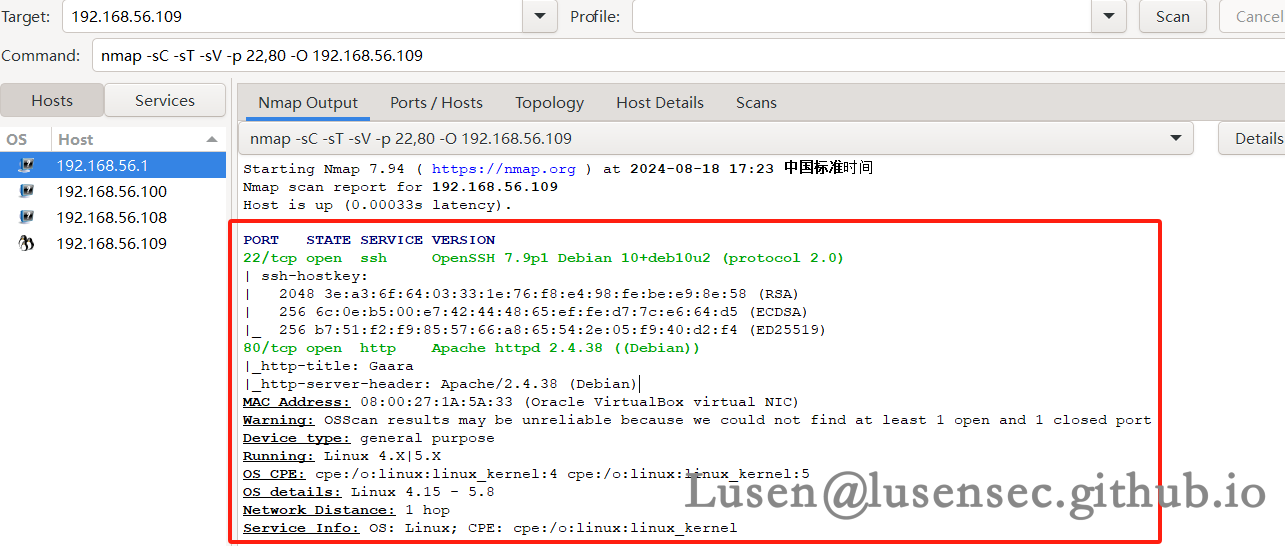 Target: 192.168.56.109 Profile: Scan Cancel
Command: nmap -sC -sT -sV -p 22,80 -O 192.168.56.109
Hosts Services Nmap Output Ports / Hosts Topology Host Details Scans
OS Host nmap -sC -sT -sV -p 22,80 -O 192.168.56.109 Details
192.168.56.1
192.168.56.100
192.168.56.108
192.168.56.109
Starting Nmap 7.94 ( https://nmap.org ) at 2024-08-18 17:23 中国标准时间
Nmap scan report for 192.168.56.109
Host is up (0.00033s latency).
PORT   STATE SERVICE VERSION
22/tcp open  ssh     OpenSSH 7.9p1 Debian 10+deb10u2 (protocol 2.0)
| ssh-hostkey:
|   2048 3e:a3:6f:64:03:33:1e:76:f8:e4:98:fe:be:e9:8e:58 (RSA)
|   256 6c:0e:b5:00:e7:42:44:48:65:ef:fe:d7:7c:e6:64:d5 (ECDSA)
|_  256 b7:51:f2:f9:85:57:66:a8:65:54:2e:05:f9:40:d2:f4 (ED25519)
80/tcp open  http    Apache httpd 2.4.38 ((Debian))
|_http-title: Gaara
|_http-server-header: Apache/2.4.38 (Debian)
MAC Address: 08:00:27:1A:5A:33 (Oracle VirtualBox virtual NIC)
Warning: OSScan results may be unreliable because we could not find at least 1 open and 1 closed port
Device type: general purpose
Running: Linux 4.X|5.X
OS CPE: cpe:/o:linux:linux_kernel:4 cpe:/o:linux:linux_kernel:5
OS details: Linux 4.15 - 5.8
Network Distance: 1 hop
Service Info: OS: Linux; CPE: cpe:/o:linux:linux_kernel
Lusen@lusensec.github.io